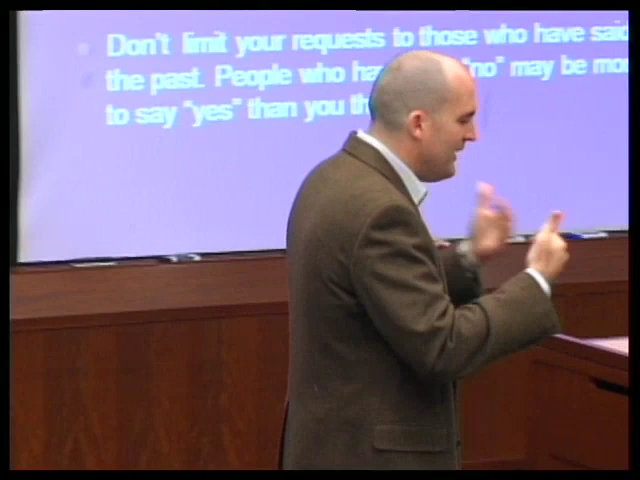 Don't limit your requests to those who have said
the past. People who ha "no" may be mo
to say "yes" than you th